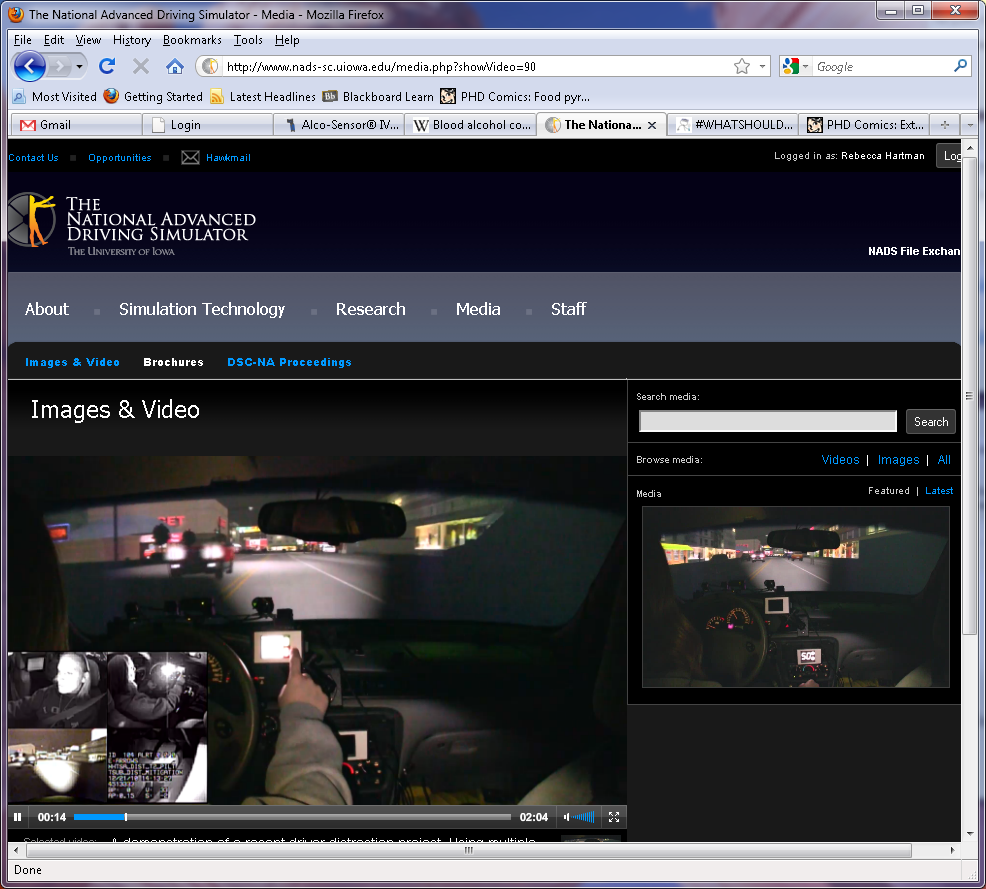 The National Advanced Driving Simulator - Media - Mozilla Firefox
File Edit View History Bookmarks Tools Help
http://www.nads-sc.uiowa.edu/media.php?showVideo=90
Google
Most Visited Getting Started Latest Headlines Bb Blackboard Learn PHD Comics: Food pyr...
Gmail Login Alco-Sensor® IV... W Blood alcohol co... The Nationa... #WHATSHOULD... PHD Comics: Ext...
Contact Us Opportunities Hawkmail Logged in as: Rebecca Hartman Log
THE
NATIONAL ADVANCED
DRIVING SIMULATOR
THE UNIVERSITY OF IOWA
NADS File Exchan
About Simulation Technology Research Media Staff
Images & Video Brochures DSC-NA Proceedings
Images & Video
Search media:
Search
Browse media: Videos | Images | All
Media Featured | Latest
00:14 02:04
Selected video: A demonstration of a recent driver distraction project. Using multiple
Done